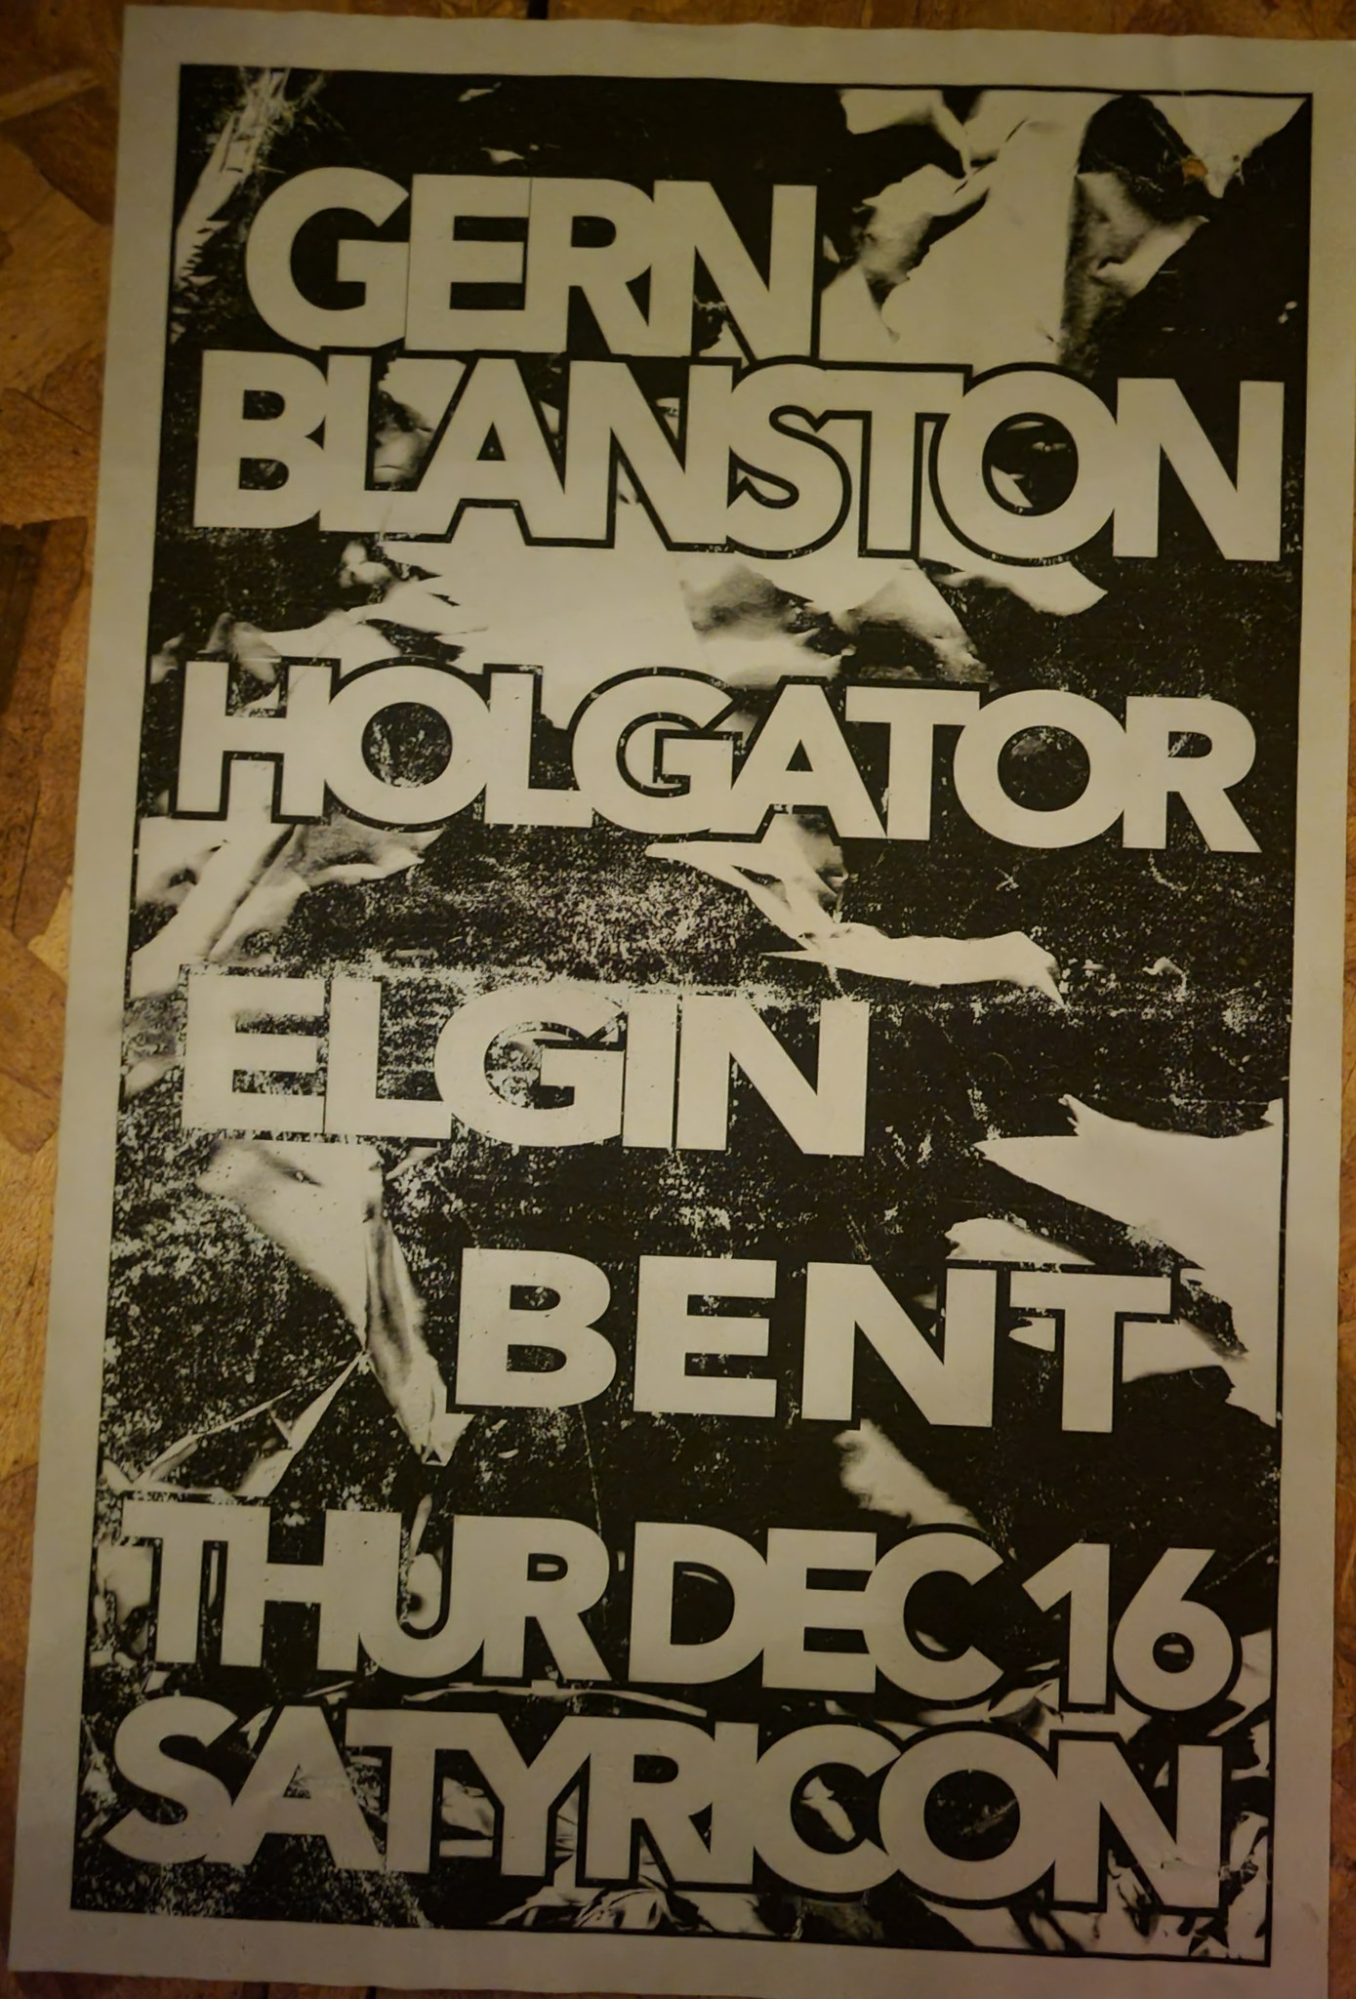 GERN
BLANSTON
HOLGATOR
ELGIN
BENT
THUR DEC 16
SATYRICON